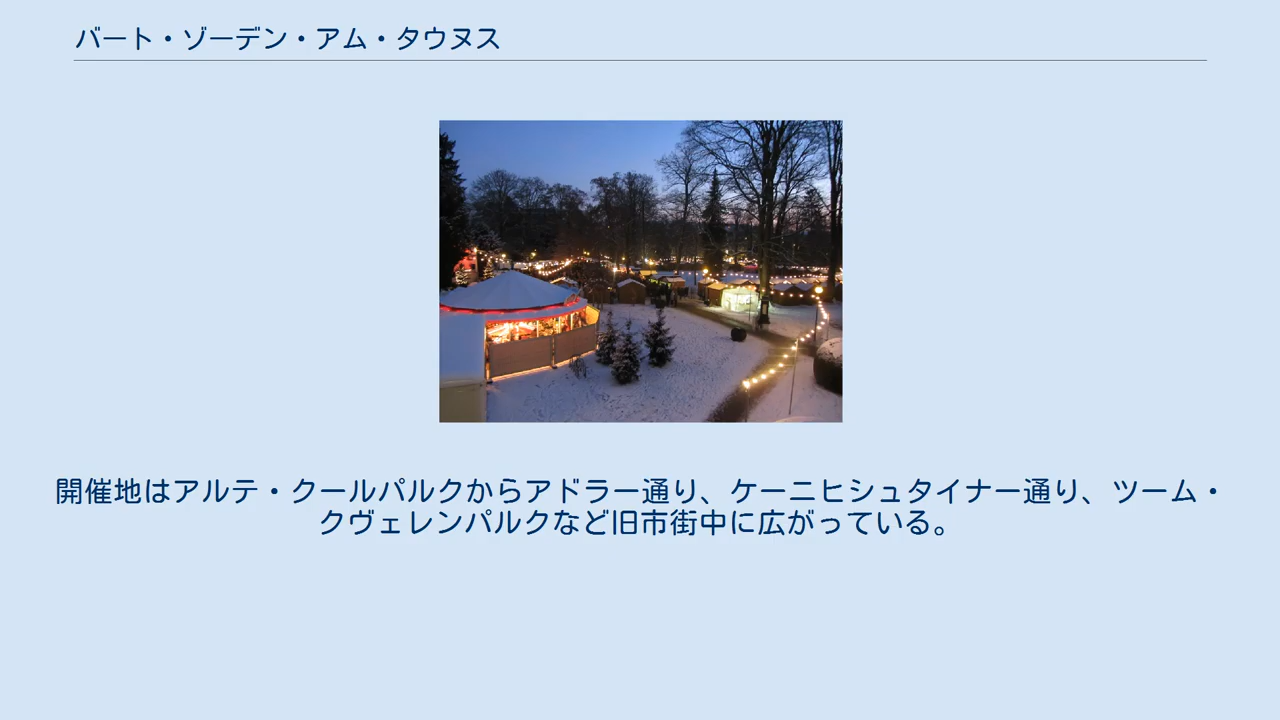 バート・ゾーデン・アム・タウヌス
開催地はアルテ・クールパルクからアドラー通り、ケーニヒシュタイナー通り、ツーム・
クヴェレンパルクなど旧市街中に広がっている。